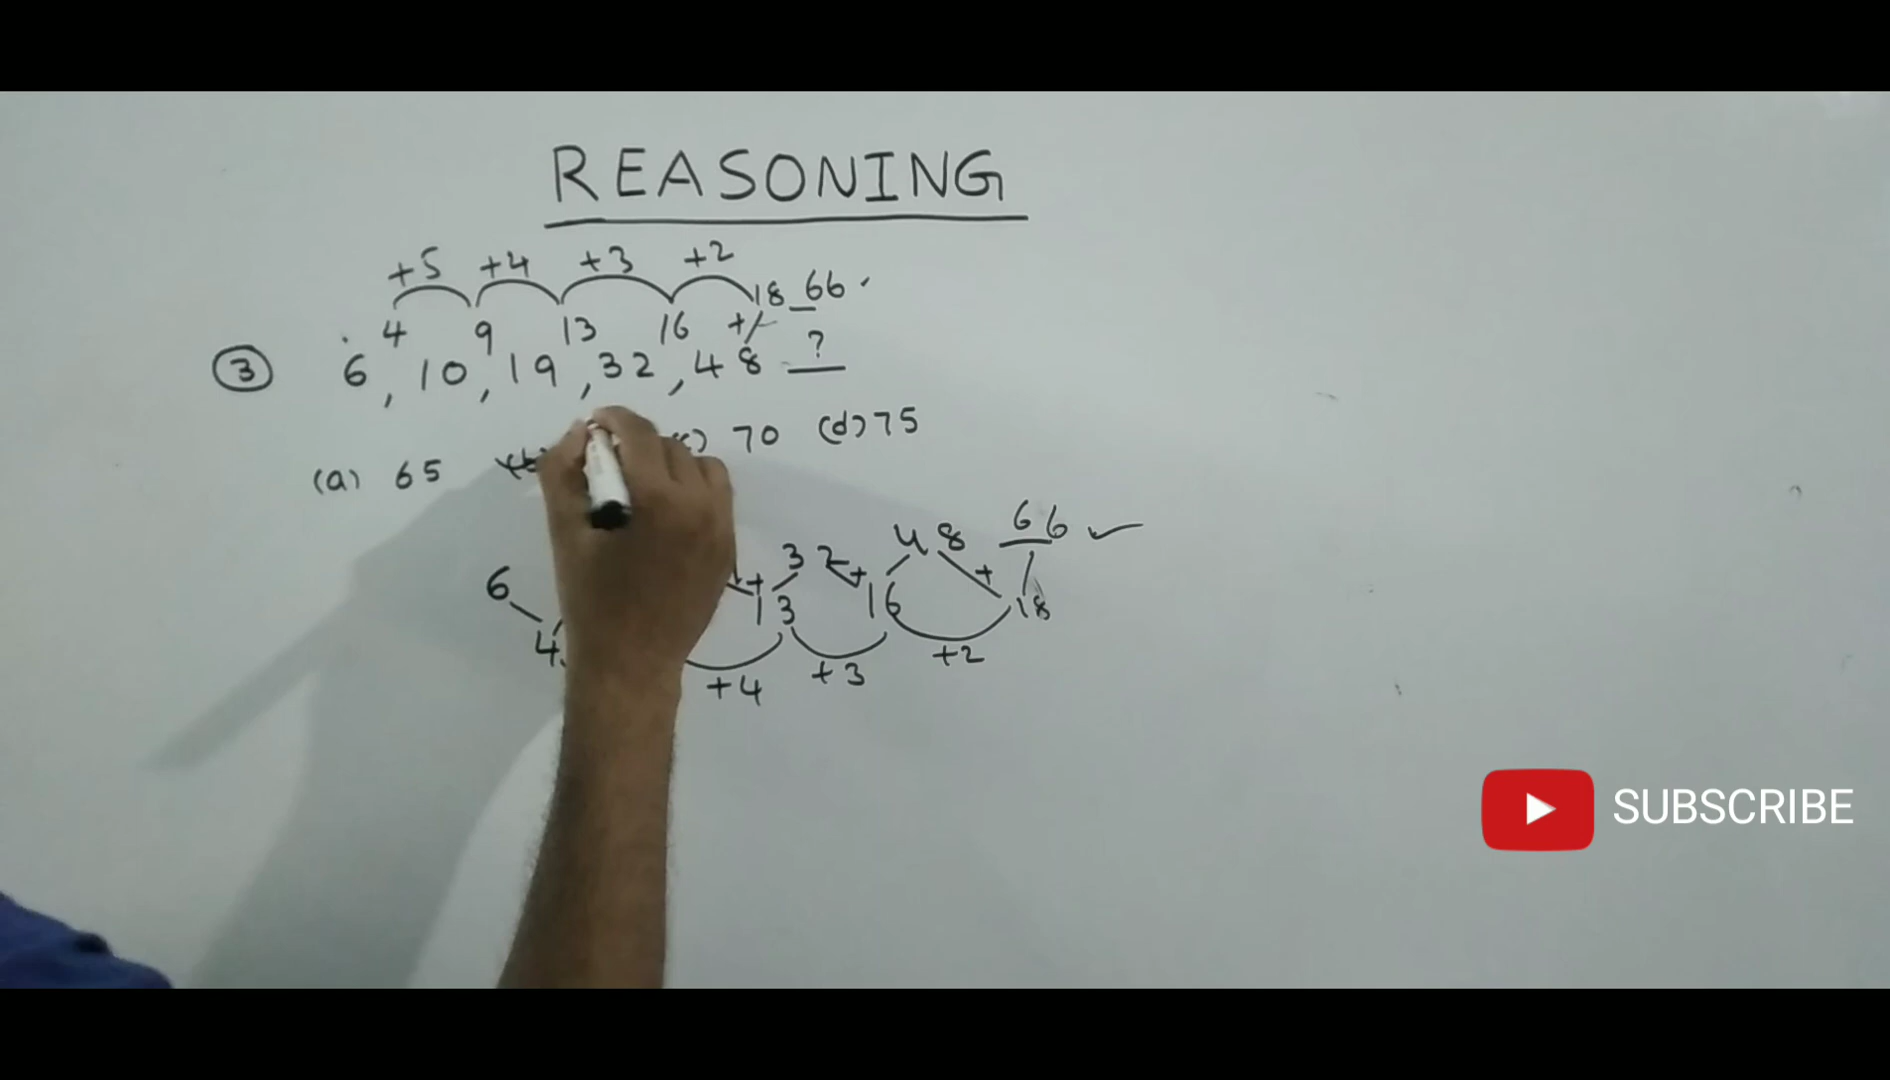 REASONING
+5 +4 +3 +2
18 66
4 9 13 16 +
3 6, 10, 19, 32, 48 ?
(a) 65 (b) (c) 70 (d) 75
6 32 48 66
4 + 13 + 16 + 18
+4 +3 +2
SUBSCRIBE